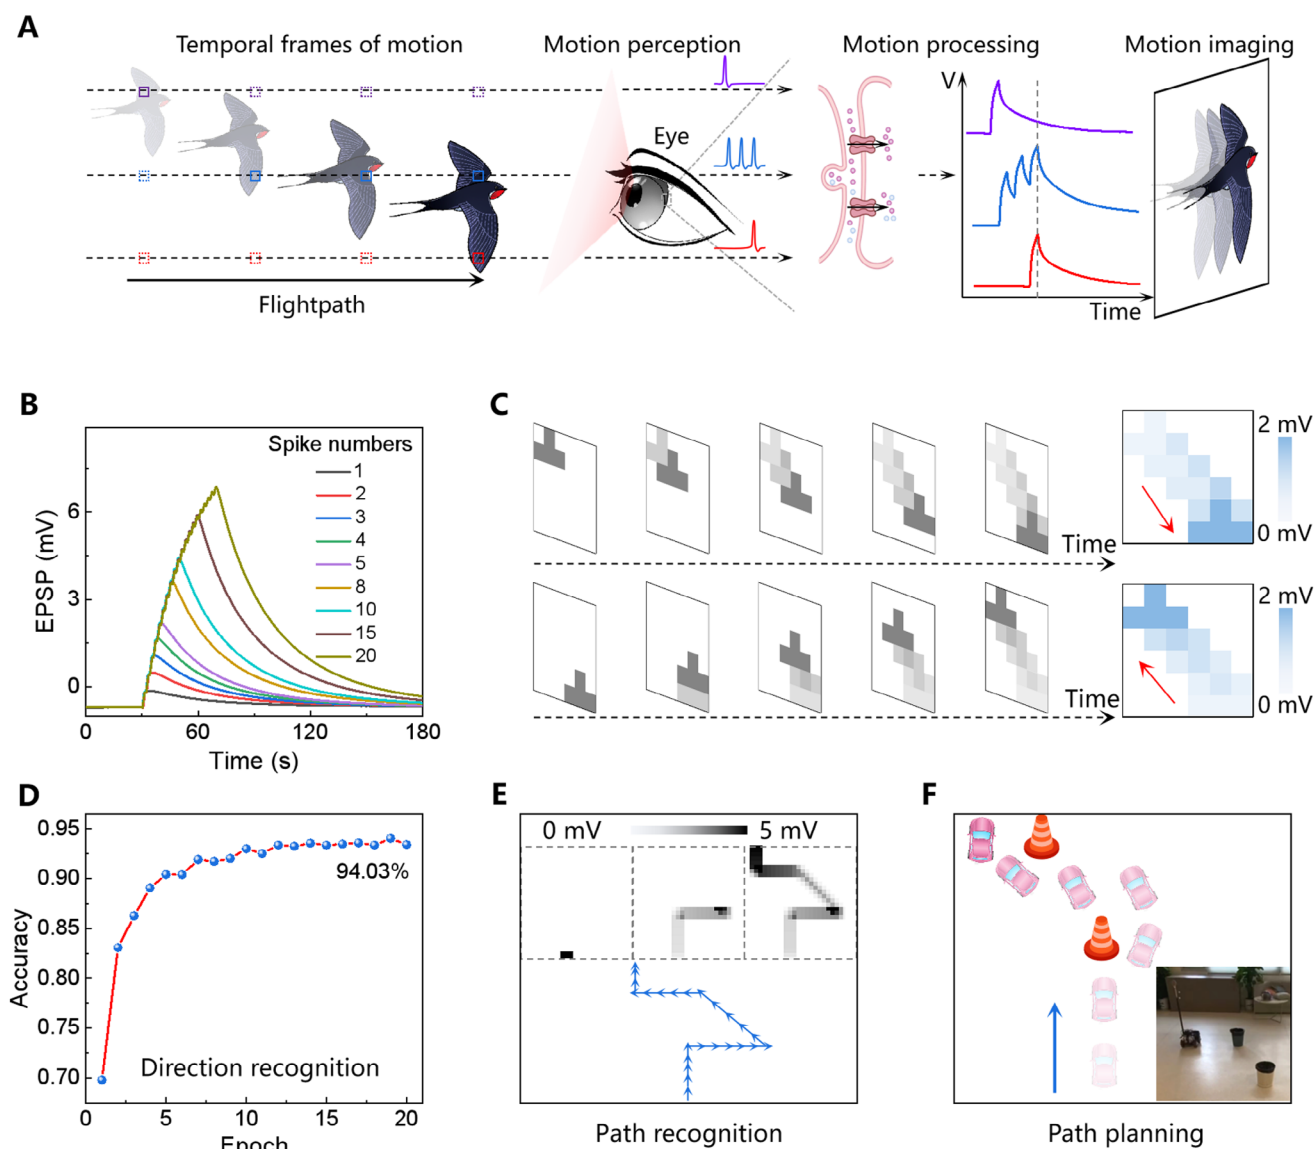 A
Temporal frames of motion
Motion perception
Motion processing
Motion imaging
Eye
V
Time
Flightpath
B
Spike numbers
1
2
3
4
5
8
10
15
20
EPSP (mV)
6
3
0
0
60
120
180
Time (s)
C
2 mV
0 mV
Time
2 mV
0 mV
Time
D
0.95
0.90
0.85
0.80
0.75
0.70
Accuracy
94.03%
Direction recognition
0
5
10
15
20
Epoch
E
0 mV
5 mV
Path recognition
F
Path planning